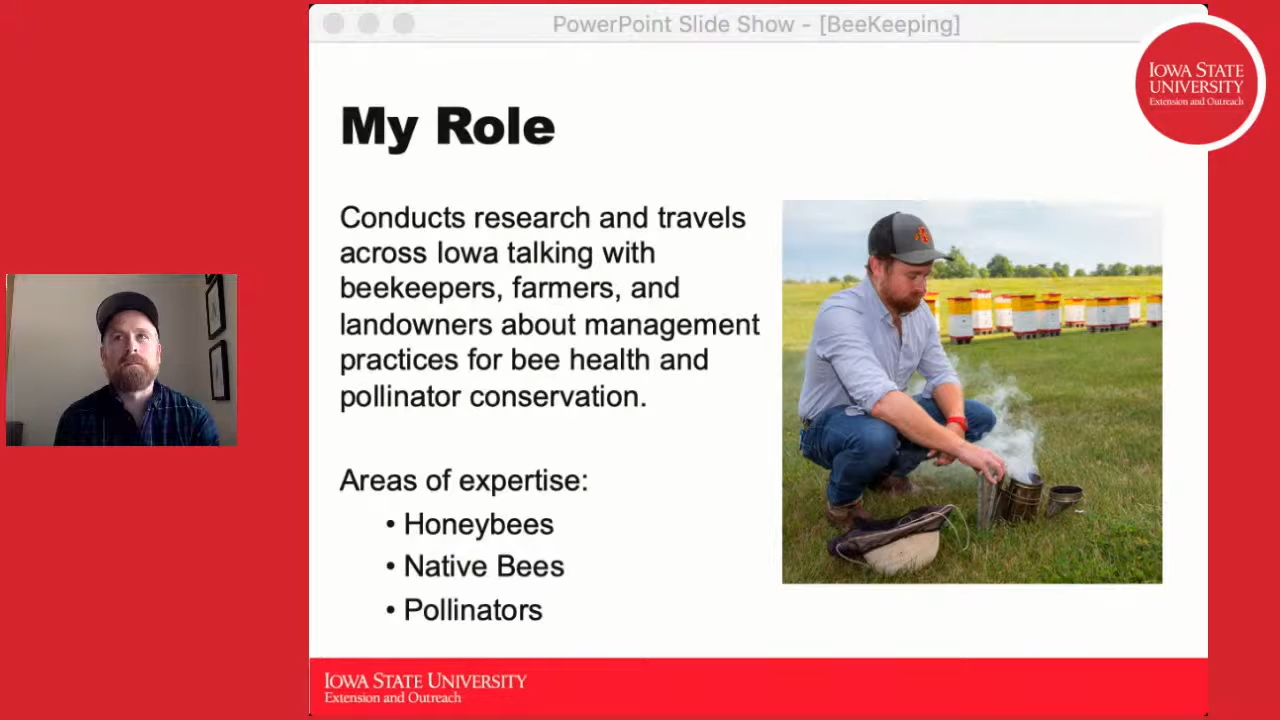 PowerPoint Slide Show - [BeeKeeping]
IOWA STATE
UNIVERSITY
Extension and Outreach
My Role
Conducts research and travels
across Iowa talking with
beekeepers, farmers, and
landowners about management
practices for bee health and
pollinator conservation.
Areas of expertise:
• Honeybees
• Native Bees
• Pollinators
IOWA STATE UNIVERSITY
Extension and Outreach